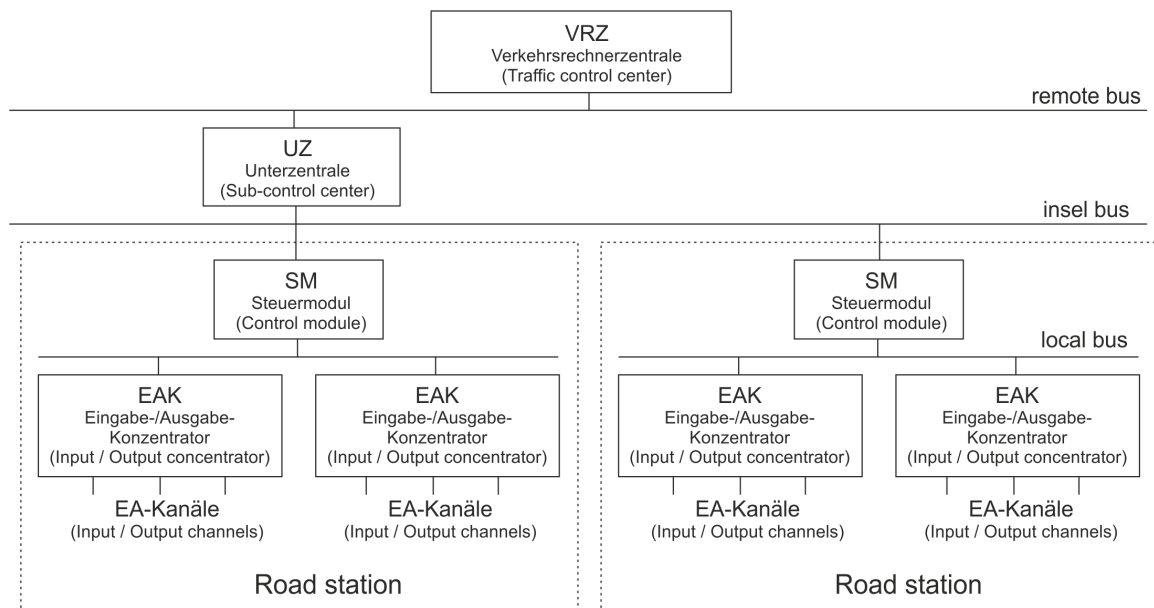 VRZ
Verkehrsrechnerzentrale
(Traffic control center)
remote bus
UZ
Unterzentrale
(Sub-control center)
insel bus
SM
Steuermodul
(Control module)
SM
Steuermodul
(Control module)
local bus
EAK
Eingabe-/Ausgabe-
Konzentrator
(Input / Output concentrator)
EAK
Eingabe-/Ausgabe-
Konzentrator
(Input / Output concentrator)
EAK
Eingabe-/Ausgabe-
Konzentrator
(Input / Output concentrator)
EAK
Eingabe-/Ausgabe-
Konzentrator
(Input / Output concentrator)
EA-Kanäle
(Input / Output channels)
EA-Kanäle
(Input / Output channels)
EA-Kanäle
(Input / Output channels)
EA-Kanäle
(Input / Output channels)
Road station
Road station